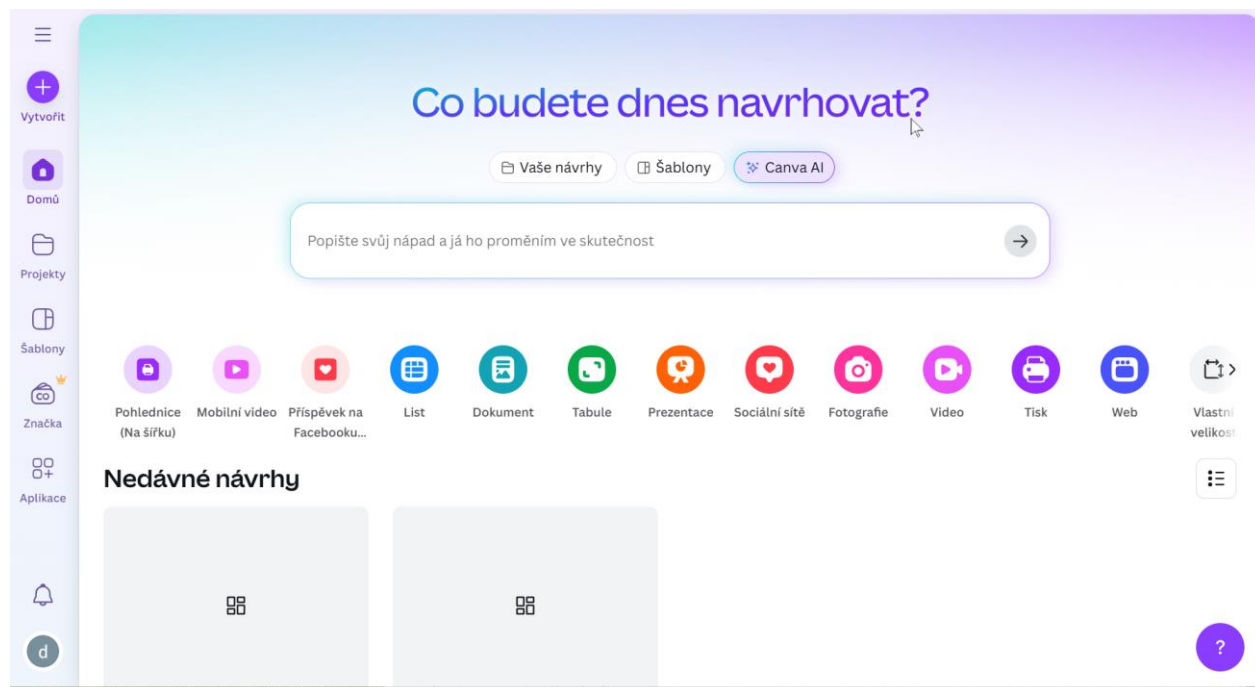 Vytvořit
Domů
Projekty
Šablony
Značka
CO
Aplikace
d
Co budete dnes navrhovat?
Vaše návrhy
Šablony
Canva AI
Popište svůj nápad a já ho proměním ve skutečnost
Pohlednice
(Na šířku)
Mobilní video
Příspěvek na
Facebooku...
List
Dokument
Tabule
Prezentace
Sociální sítě
Fotografie
Video
Tisk
Web
Vlastní
velikost
Nedávné návrhy
?